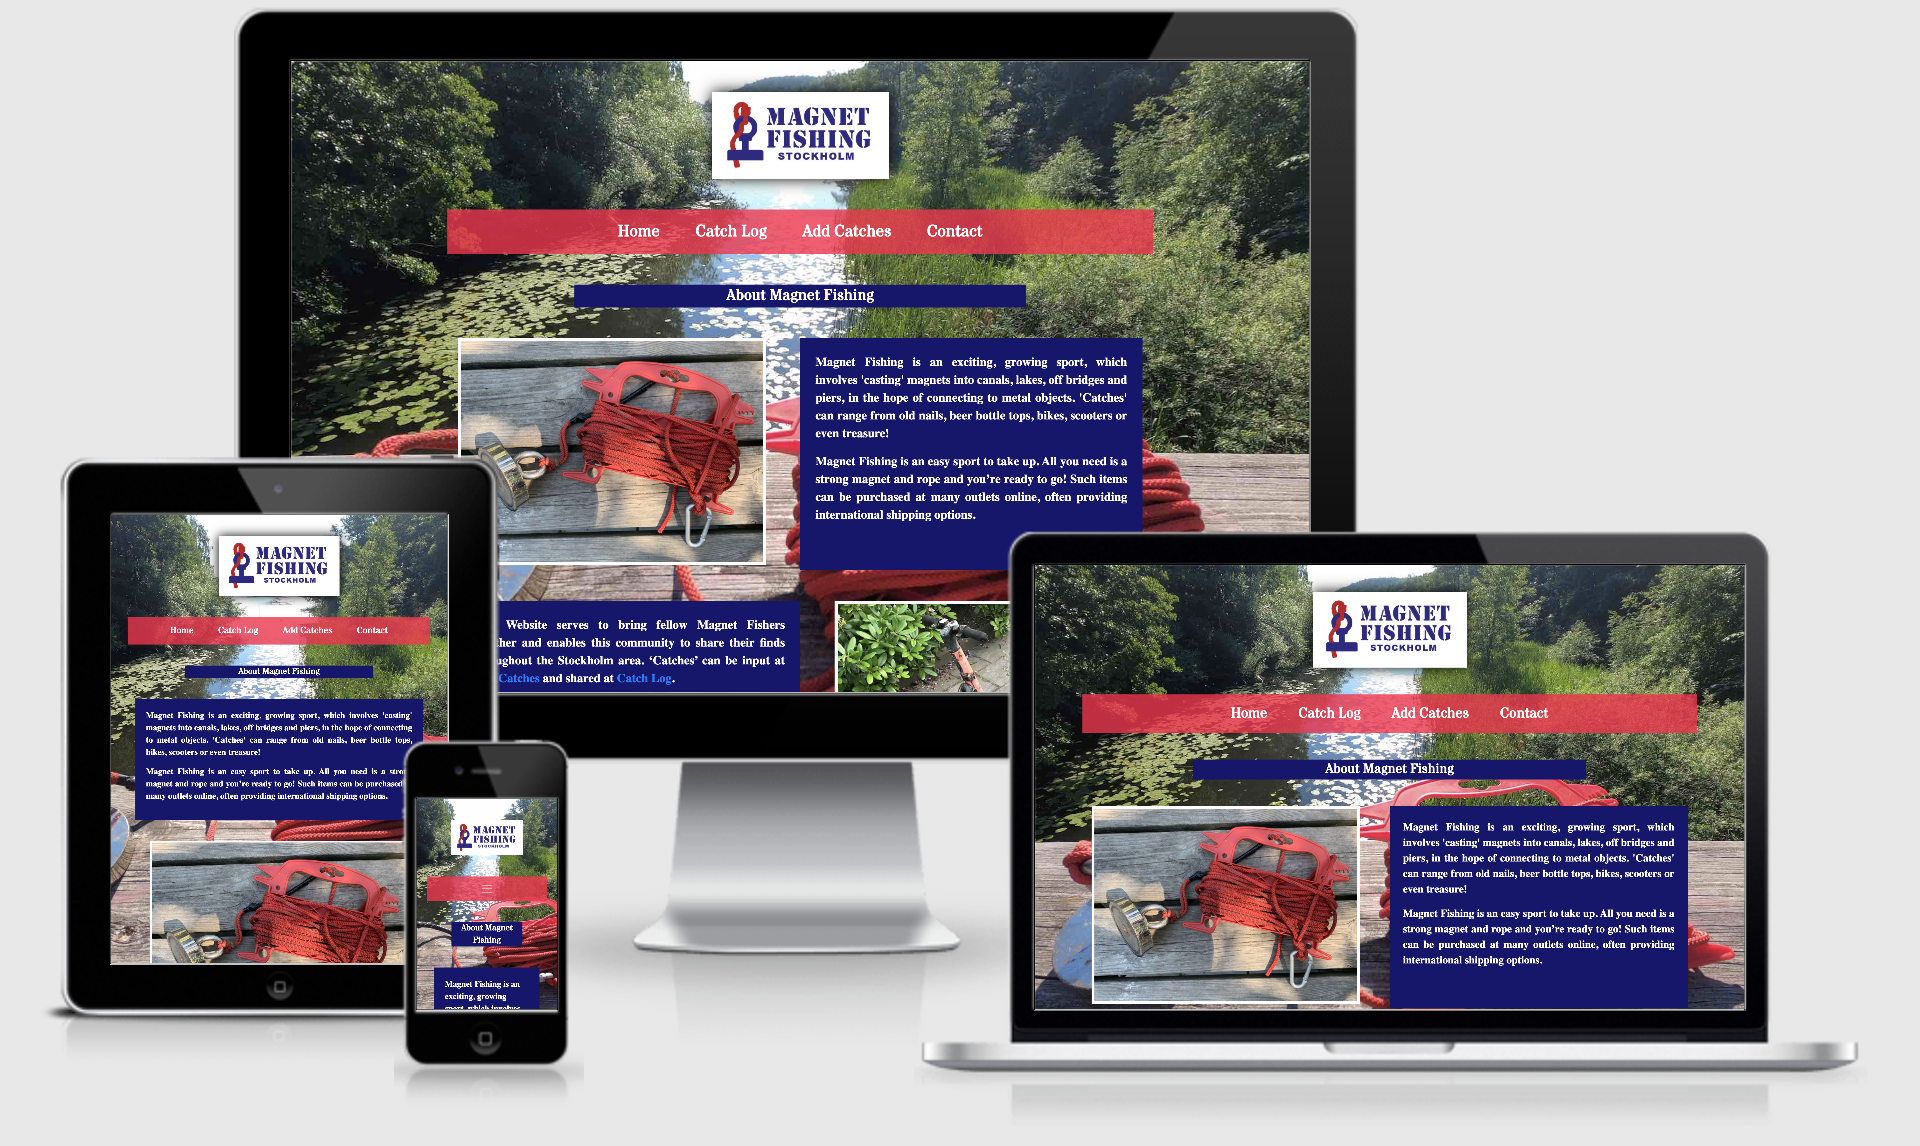 MAGNET
FISHING
STOCKHOLM
Home Catch Log Add Catches Contact
About Magnet Fishing
Magnet Fishing is an exciting, growing sport, which
involves 'casting' magnets into canals, lakes, off bridges and
piers, in the hope of connecting to metal objects. 'Catches'
can range from old nails, beer bottle tops, bikes, scooters or
even treasure!
Magnet Fishing is an easy sport to take up. All you need is a
strong magnet and rope and you’re ready to go! Such items
can be purchased at many outlets online, often providing
international shipping options.
Website serves to bring fellow Magnet Fishers
and enables this community to share their finds
the Stockholm area. ‘Catches’ can be input at
Catches and shared at Catch Log.
MAGNET
FISHING
STOCKHOLM
Home Catch Log Add Catches Contact
About Magnet Fishing
Magnet Fishing is an exciting, growing sport, which involves 'casting'
magnets into canals, lakes, off bridges and piers, in the hope of connecting
to metal objects. 'Catches' can range from old nails, beer bottle tops,
bikes, scooters or even treasure!
Magnet Fishing is an easy sport to take up. All you need is a
magnet and rope and you’re ready to go! Such items can be purchased
many outlets online, often providing international shipping options.
MAGNET
FISHING
STOCKHOLM
About Magnet
Fishing
Magnet Fishing is an
exciting, growing
sport, which involves
MAGNET
FISHING
STOCKHOLM
Home Catch Log Add Catches Contact
About Magnet Fishing
Magnet Fishing is an exciting, growing sport, which
involves 'casting' magnets into canals, lakes, off bridges and
piers, in the hope of connecting to metal objects. 'Catches'
can range from old nails, beer bottle tops, bikes, scooters or
even treasure!
Magnet Fishing is an easy sport to take up. All you need is a
strong magnet and rope and you’re ready to go! Such items
can be purchased at many outlets online, often providing
international shipping options.